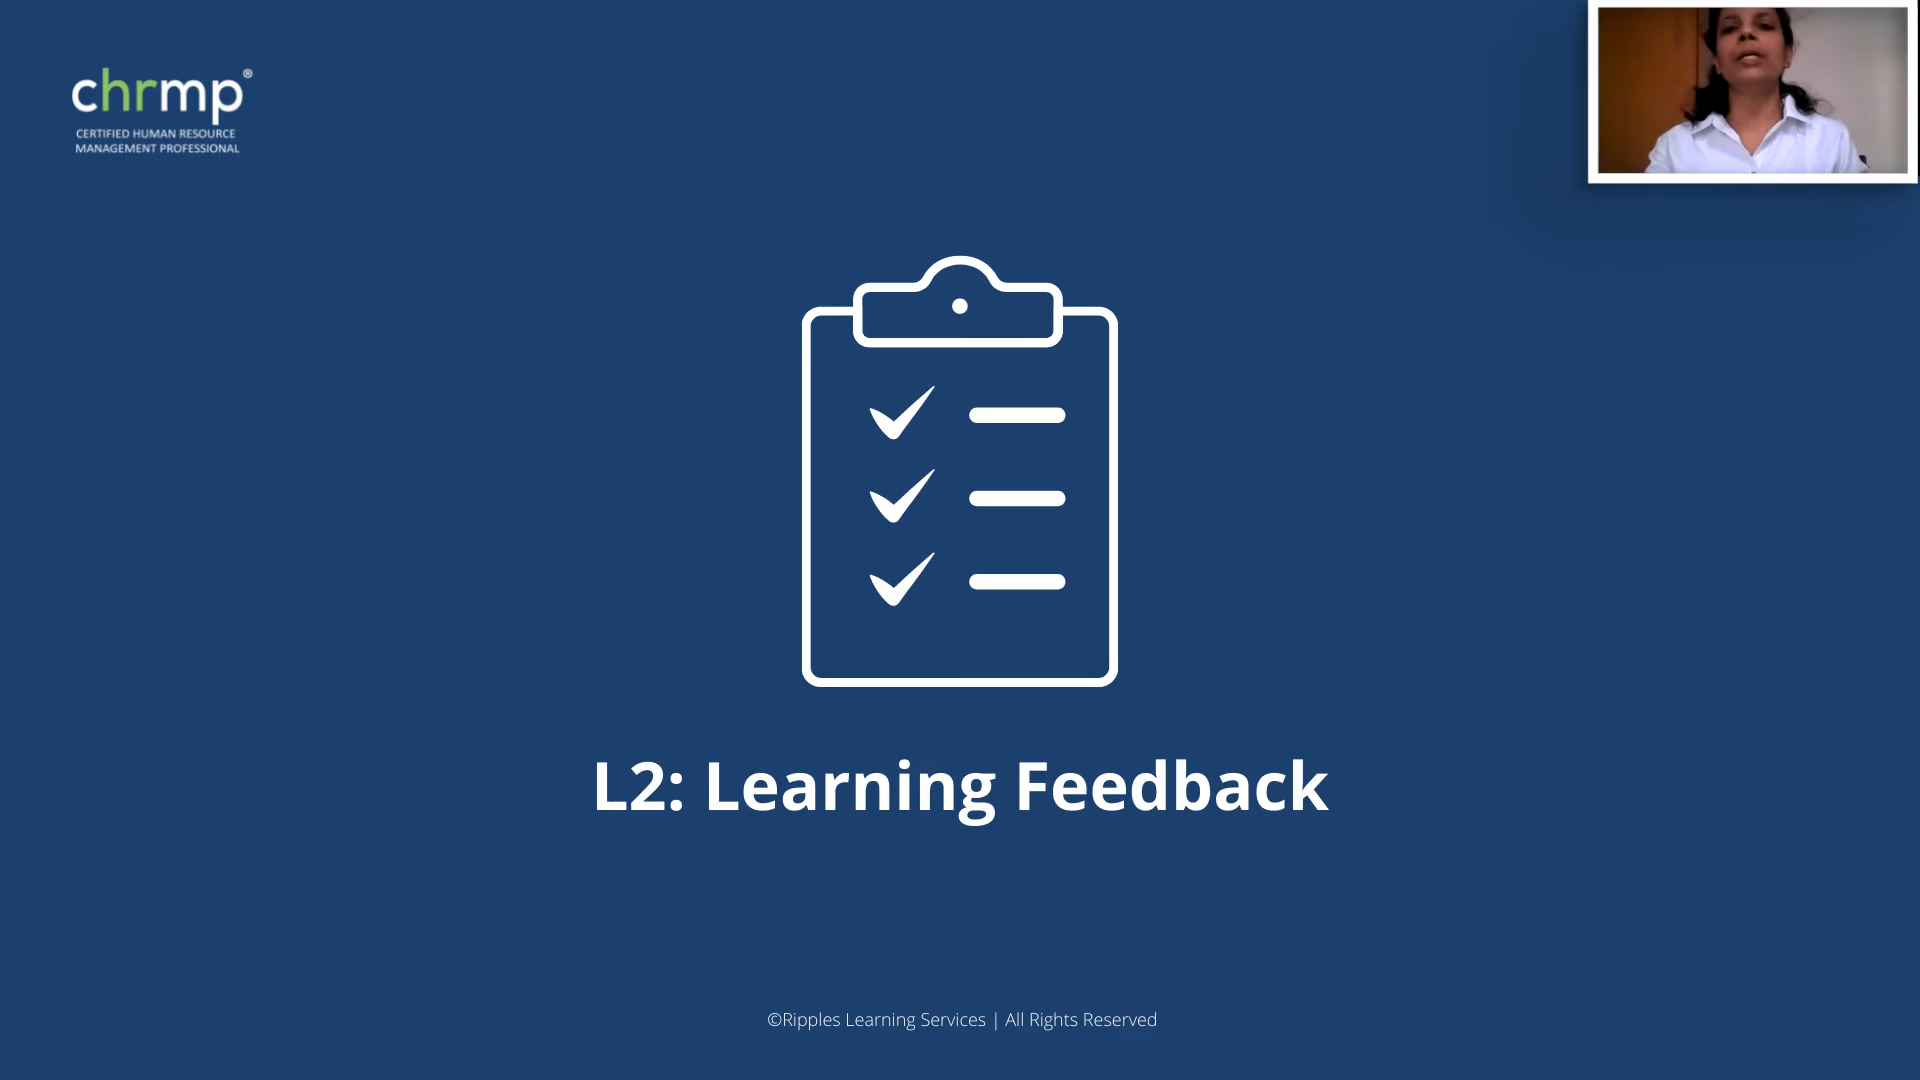 chrmp®
CERTIFIED HUMAN RESOURCE
MANAGEMENT PROFESSIONAL
L2: Learning Feedback
©Ripples Learning Services | All Rights Reserved